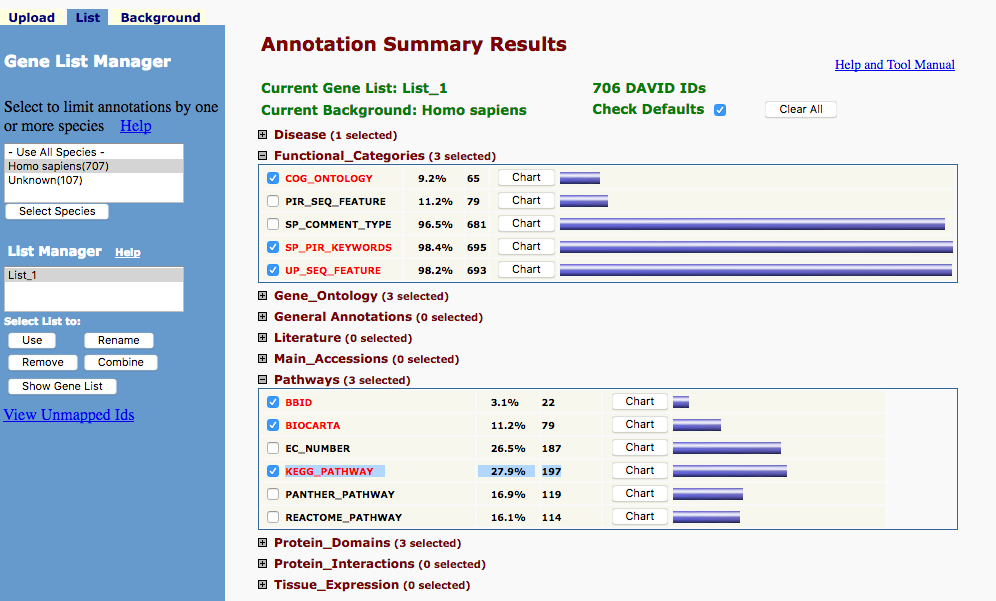 Upload List Background
Gene List Manager
Select to limit annotations by one
or more species Help
- Use All Species -
Homo sapiens(707)
Unknown(107)
Select Species
List Manager Help
List_1
Select List to:
Use Rename
Remove Combine
Show Gene List
View Unmapped Ids
Annotation Summary Results
Help and Tool Manual
Current Gene List: List_1 706 DAVID IDs
Current Background: Homo sapiens Check Defaults Clear All
Disease (1 selected)
Functional_Categories (3 selected)
COG_ONTOLOGY 9.2% 65 Chart
PIR_SEQ_FEATURE 11.2% 79 Chart
SP_COMMENT_TYPE 96.5% 681 Chart
SP_PIR_KEYWORDS 98.4% 695 Chart
UP_SEQ_FEATURE 98.2% 693 Chart
Gene_Ontology (3 selected)
General Annotations (0 selected)
Literature (0 selected)
Main_Accessions (0 selected)
Pathways (3 selected)
BBID 3.1% 22 Chart
BIOCARTA 11.2% 79 Chart
EC_NUMBER 26.5% 187 Chart
KEGG_PATHWAY 27.9% 197 Chart
PANTHER_PATHWAY 16.9% 119 Chart
REACTOME_PATHWAY 16.1% 114 Chart
Protein_Domains (3 selected)
Protein_Interactions (0 selected)
Tissue_Expression (0 selected)